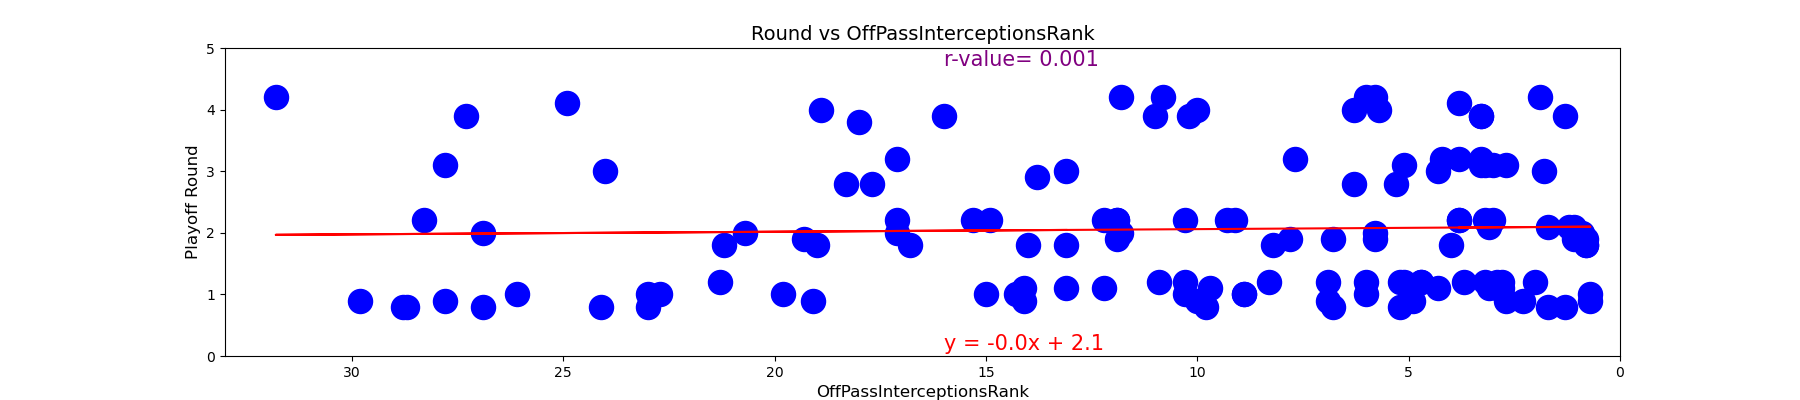 Round vs OffPassInterceptionsRank
r-value= 0.001
5
4
3
2
1
0
Playoff Round
y = -0.0x + 2.1
30 25 20 15 10 5 0
OffPassInterceptionsRank